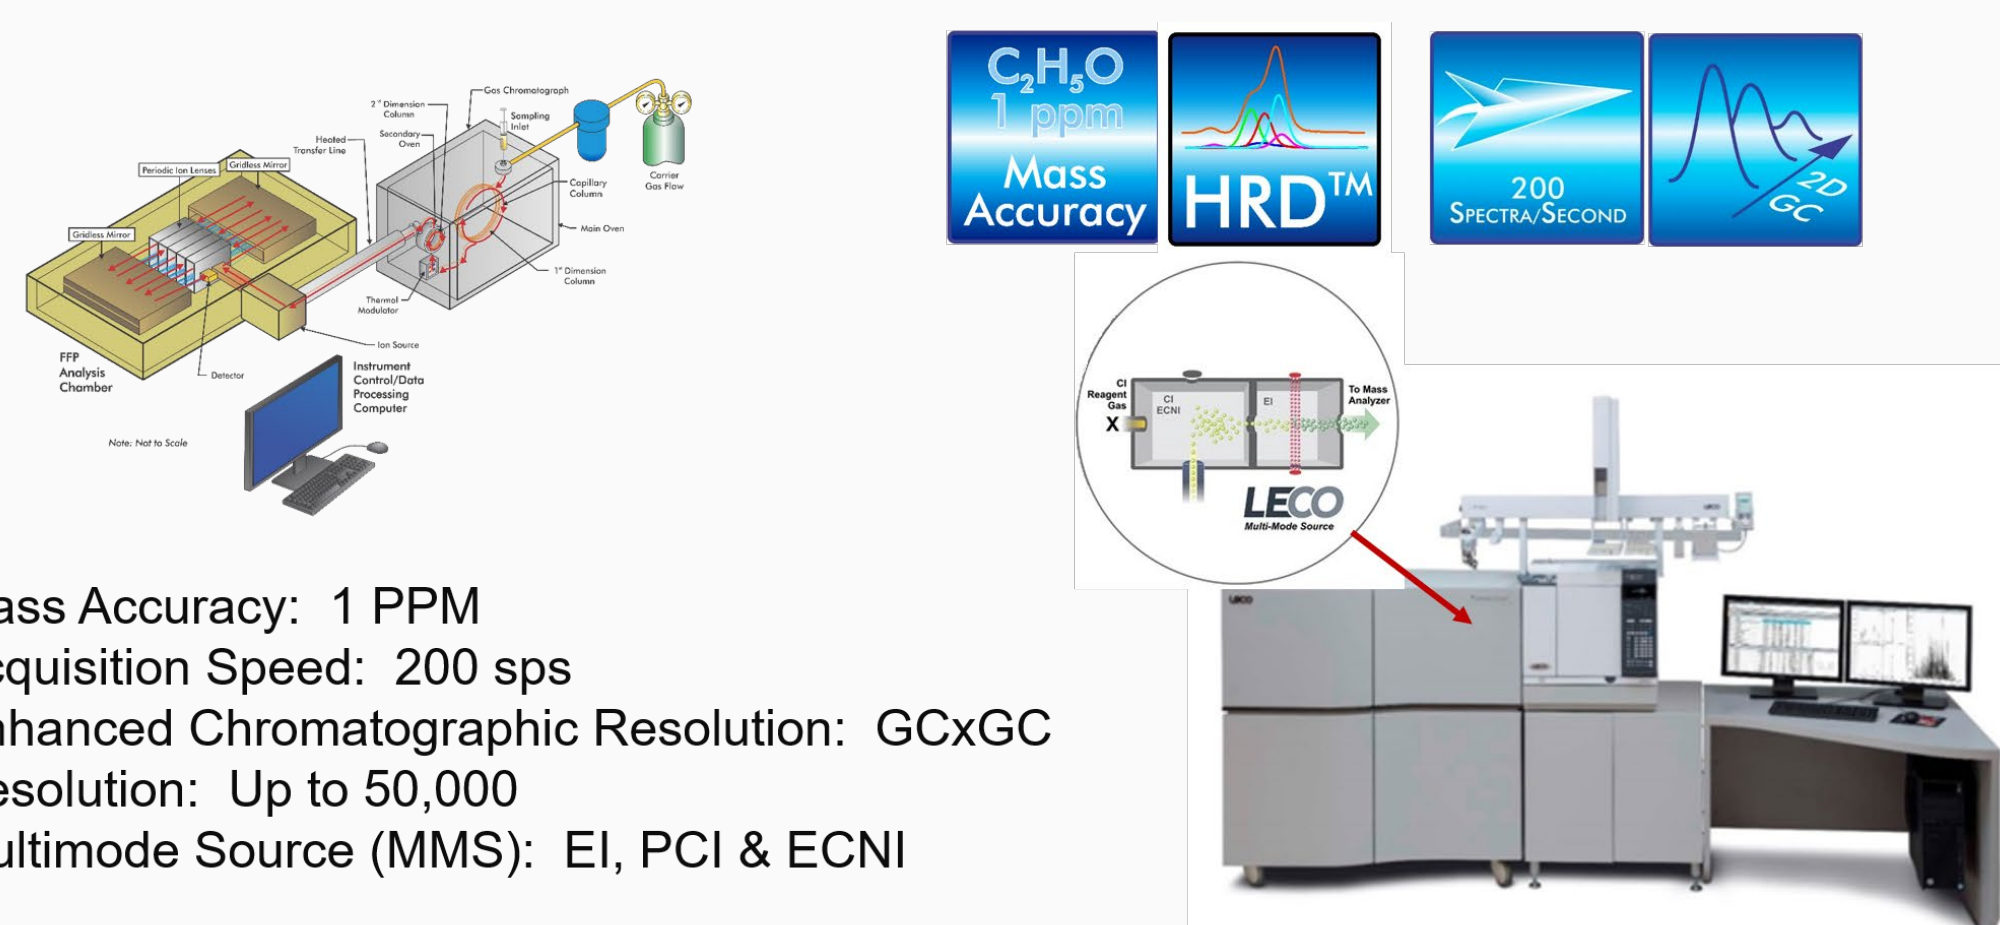 Gas Chromatograph
2nd Dimension
Column
Sampling
Inlet
Secondary
Oven
Heated
Transfer Line
Periodic Ion Lenses
Gridless Mirror
Capillary
Column
Carrier
Gas Flow
Gridless Mirror
Main Oven
1st Dimension
Column
Thermal
Modulator
Ion Source
FFP
Analysis
Chamber
Detector
Instrument
Control/Data
Processing
Computer
Note: Not to Scale
C2H5O
1 ppm
Mass
Accuracy
HRD™
200
SPECTRA/SECOND
2D
GC
CI
Reagent
Gas
X
CI
ECNI
EI
To Mass
Analyzer
LECO
Multi-Mode Source
LECO
LECO
LECO
ass Accuracy: 1 PPM
cquisition Speed: 200 sps
nhanced Chromatographic Resolution: GCxGC
esolution: Up to 50,000
ultimode Source (MMS): EI, PCI & ECNI